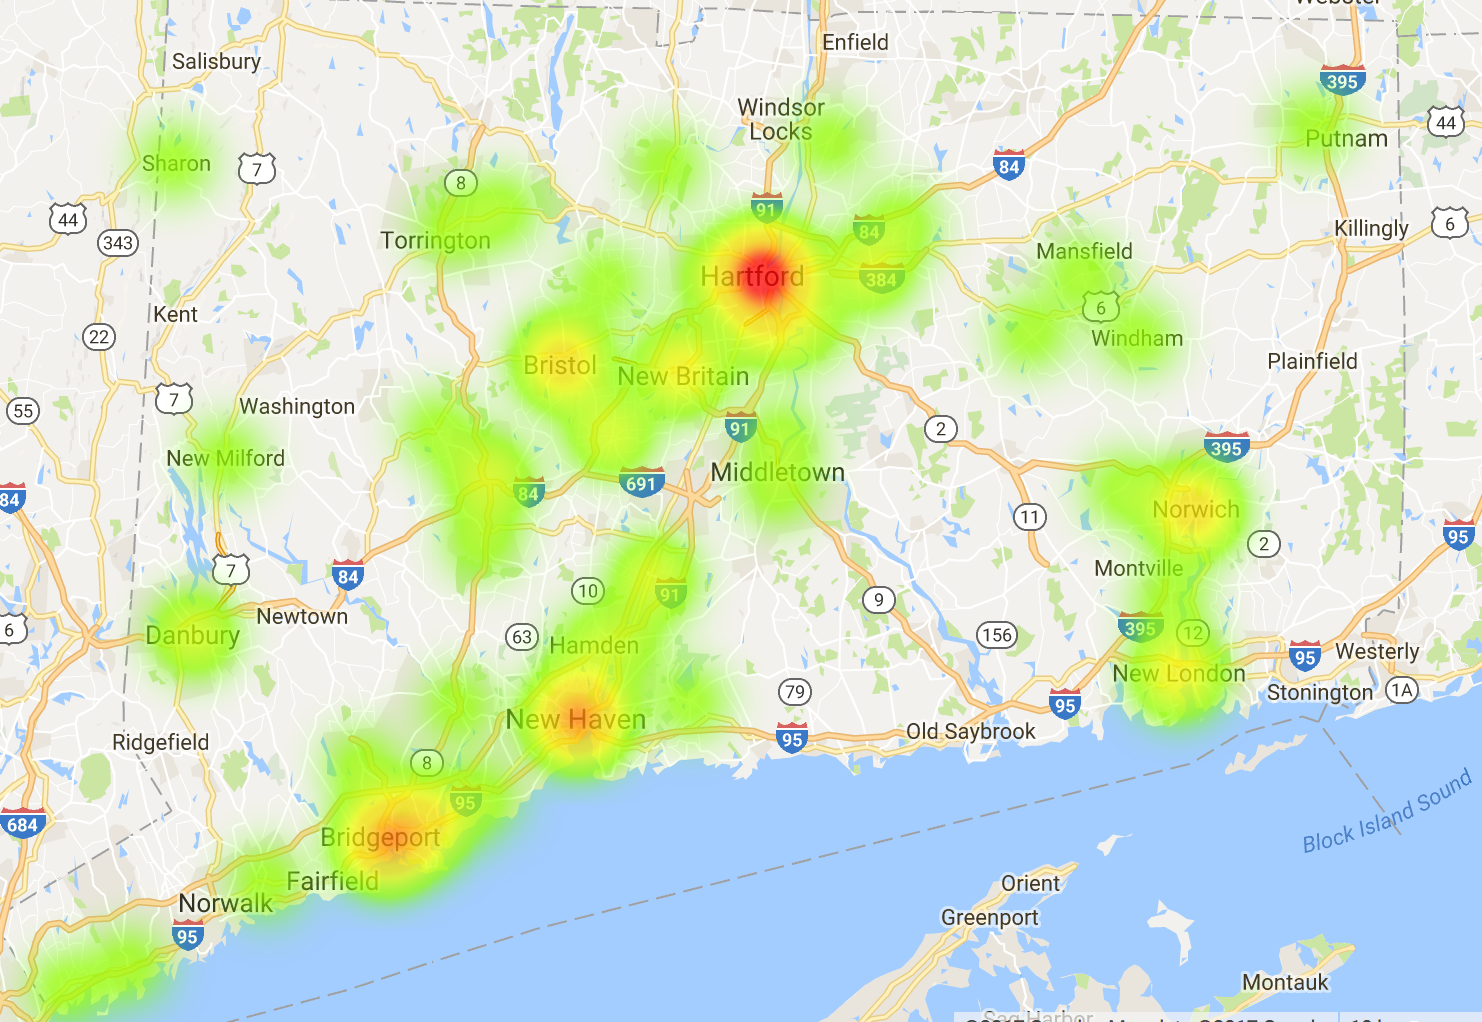 Webster
Enfield
Salisbury
395
Windsor
Locks
44
Putnam
Sharon
7
84
8
91
44
343
Torrington
84
Killingly
6
Mansfield
Hartford
384
6
Kent
22
Windham
Bristol
New Britain
Plainfield
7
55
Washington
91
2
395
New Milford
Middletown
84
84
691
Norwich
11
2
95
7
84
Montville
10
91
9
6
Newtown
Danbury
63
Hamden
156
395
12
95
Westerly
New London
Stonington
1A
79
New Haven
95
95
Old Saybrook
Ridgefield
8
95
684
Bridgeport
Block Island Sound
Fairfield
Orient
Norwalk
Greenport
95
Montauk
Sag Harbor